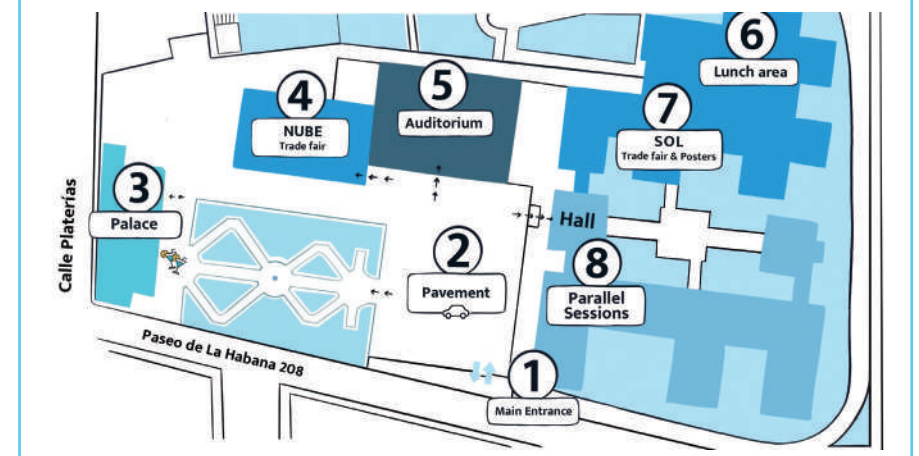 6
Lunch area
4
NUBE
Trade fair
5
Auditorium
7
SOL
Trade fair & Posters
3
Palace
Calle Platerías
Hall
2
Pavement
8
Parallel
Sessions
Paseo de La Habana 208
1
Main Entrance